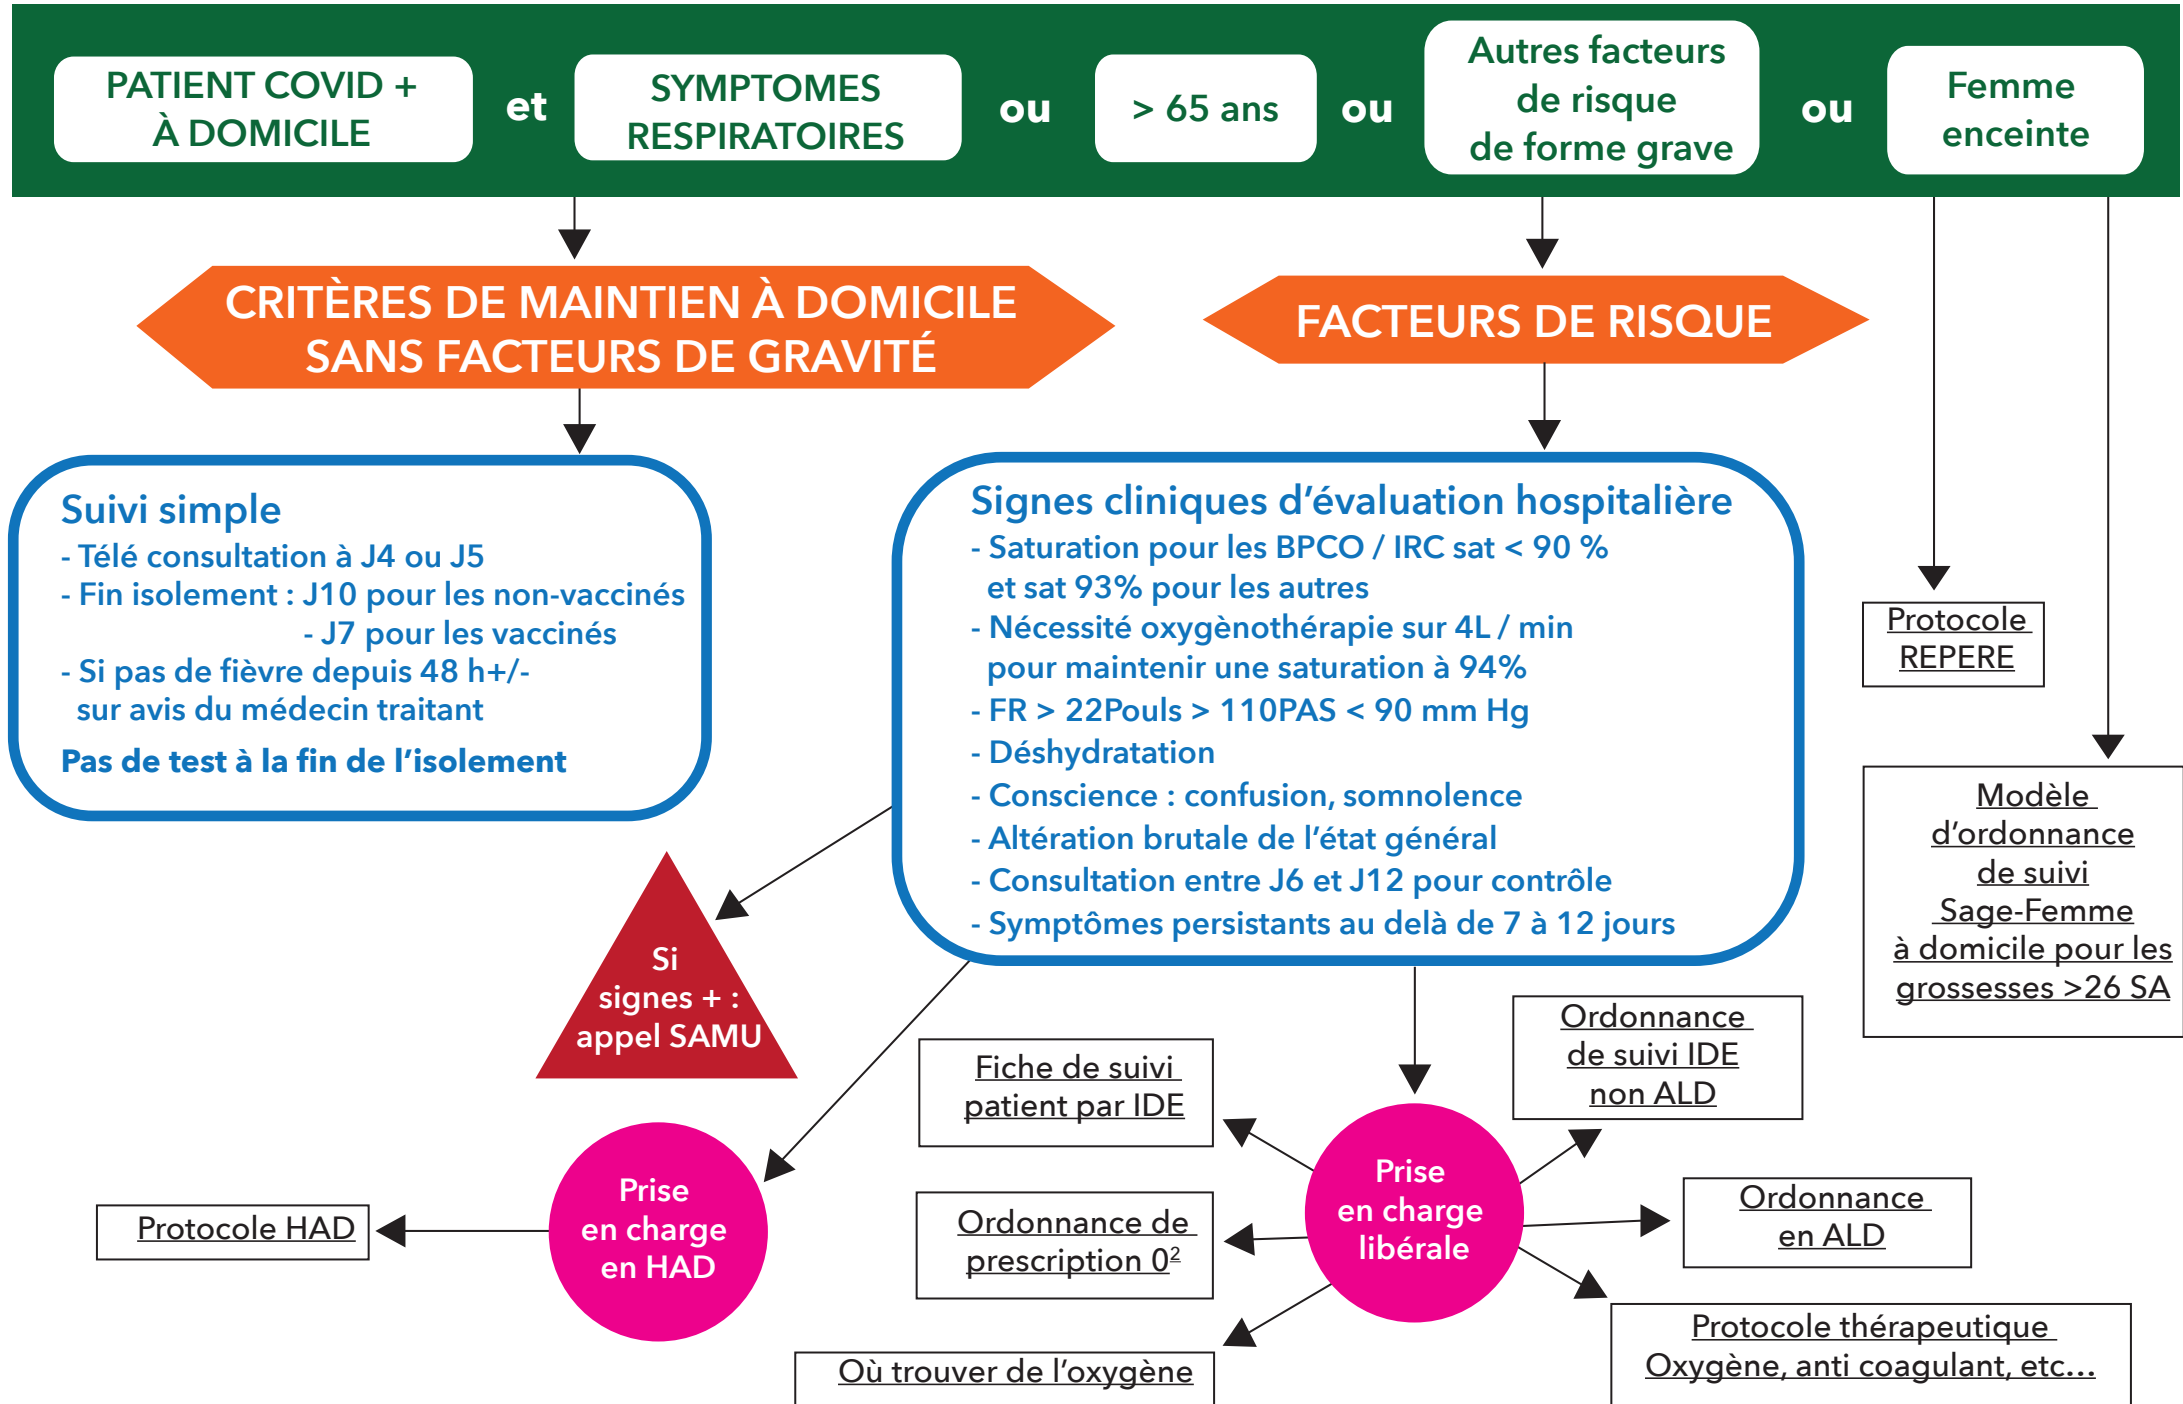 PATIENT COVID +
À DOMICILE
et
SYMPTOMES
RESPIRATOIRES
ou
> 65 ans
ou
Autres facteurs
de risque
de forme grave
ou
Femme
enceinte
CRITÈRES DE MAINTIEN À DOMICILE
SANS FACTEURS DE GRAVITÉ
FACTEURS DE RISQUE
Suivi simple
- Télé consultation à J4 ou J5
- Fin isolement : J10 pour les non-vaccinés
- J7 pour les vaccinés
- Si pas de fièvre depuis 48 h+/-
sur avis du médecin traitant
Pas de test à la fin de l’isolement
Signes cliniques d’évaluation hospitalière
- Saturation pour les BPCO / IRC sat < 90 %
et sat 93% pour les autres
- Nécessité oxygènothérapie sur 4L / min
pour maintenir une saturation à 94%
- FR > 22Pouls > 110PAS < 90 mm Hg
- Déshydratation
- Conscience : confusion, somnolence
- Altération brutale de l’état général
- Consultation entre J6 et J12 pour contrôle
- Symptômes persistants au delà de 7 à 12 jours
Protocole
REPERE
Modèle
d’ordonnance
de suivi
Sage-Femme
à domicile pour les
grossesses >26 SA
Si
signes + :
appel SAMU
Prise
en charge
en HAD
Protocole HAD
Fiche de suivi
patient par IDE
Ordonnance de
prescription 0²
Où trouver de l’oxygène
Prise
en charge
libérale
Ordonnance
de suivi IDE
non ALD
Ordonnance
en ALD
Protocole thérapeutique
Oxygène, anti coagulant, etc…